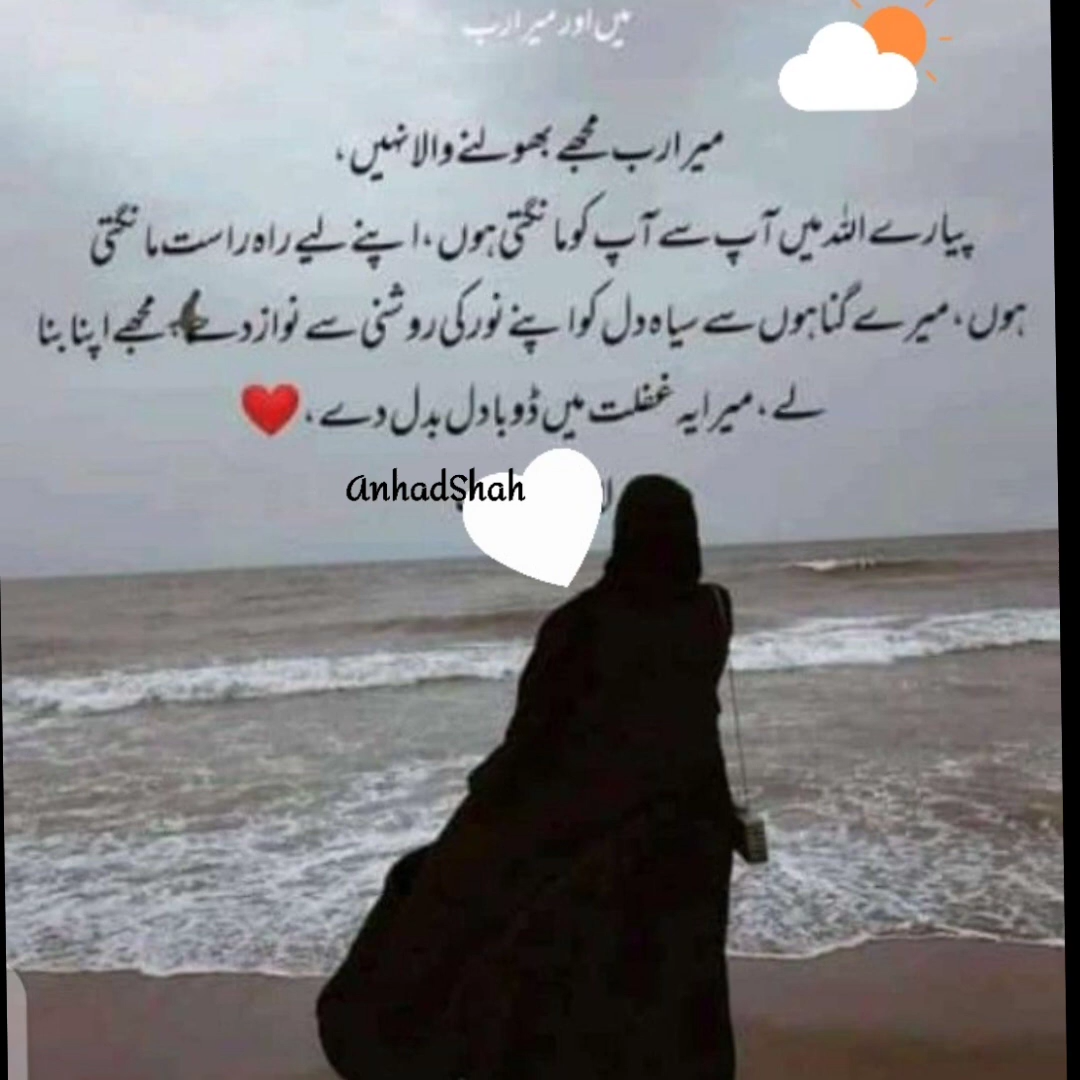 میں اور میرا رب
میرا رب مجھے بھولنے والا نہیں،
پیارے اللہ میں آپ سے آپ کو مانگتی ہوں، اپنے لیے راہ راست مانگتی
ہوں، میرے گناہوں سے سیاہ دل کو اپنے نور کی روشنی سے نواز دے مجھے اپنا بنا
لے، میرا یہ غفلت میں ڈوبا دل بدل دے،
AnhadShah